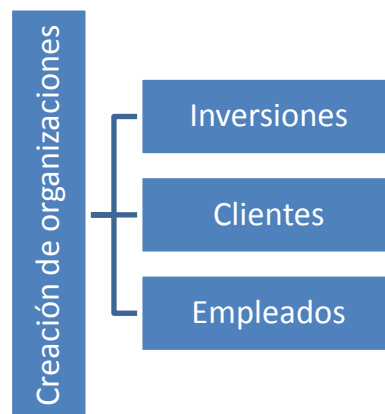 Creación de organizaciones
Inversiones
Clientes
Empleados